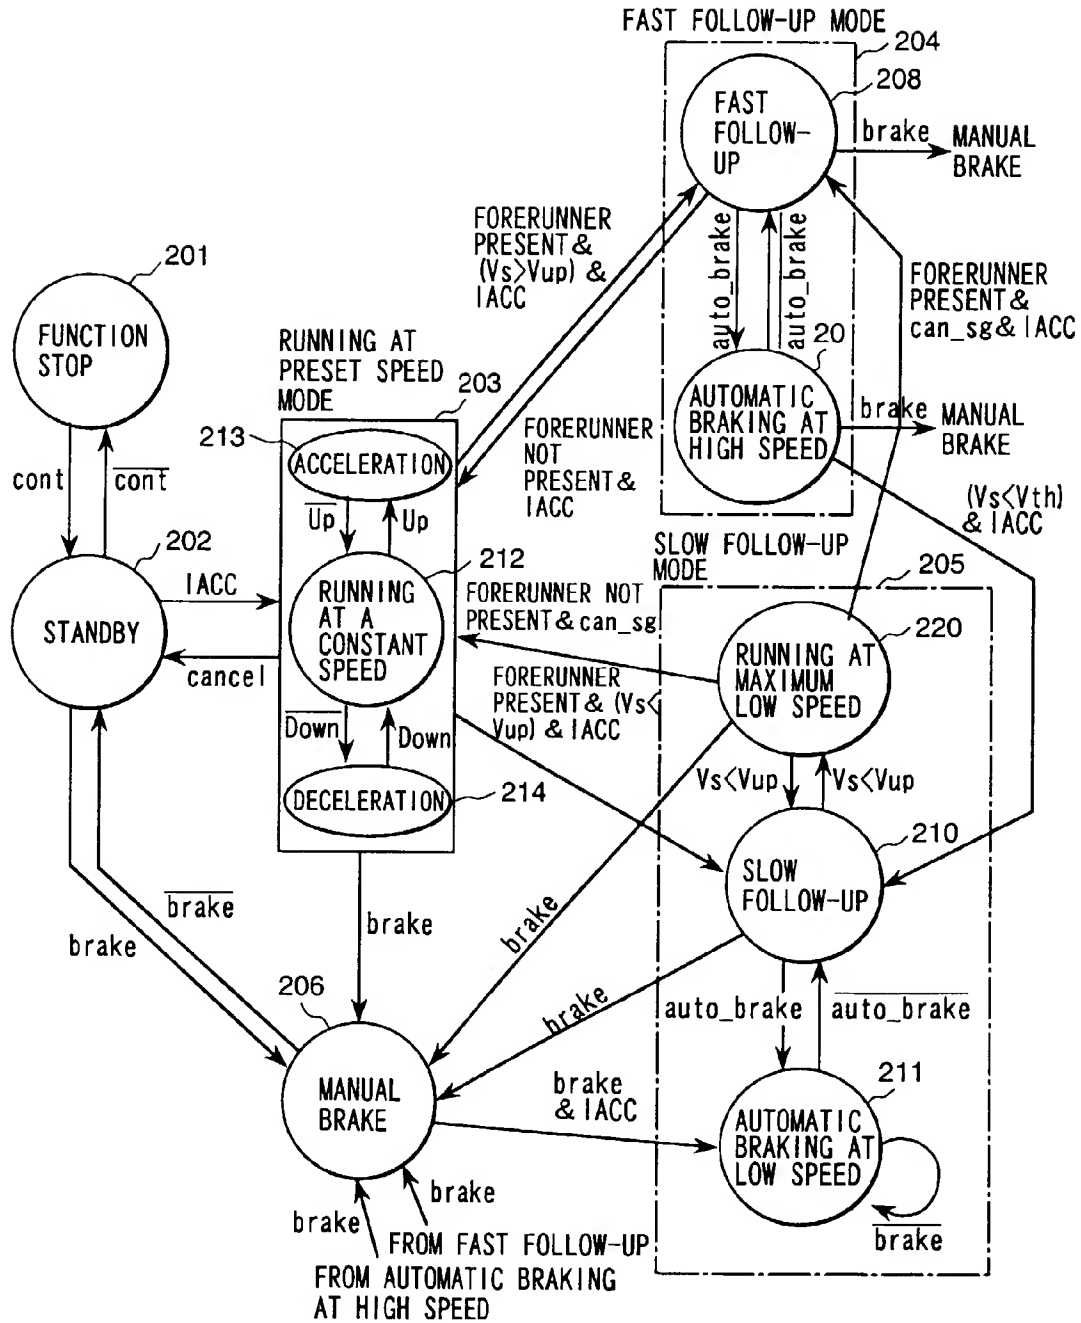 FAST FOLLOW-UP MODE
204
208
FAST
FOLLOW-
UP
brake
MANUAL
BRAKE
FORERUNNER
PRESENT &
(Vs>Vup) &
IACC
auto_brake
auto_brake
FORERUNNER
PRESENT &
can_sg & IACC
201
FUNCTION
STOP
RUNNING AT
PRESET SPEED
MODE
203
20
AUTOMATIC
BRAKING AT
HIGH SPEED
brake
MANUAL
BRAKE
213
ACCELERATION
FORERUNNER
NOT
PRESENT &
IACC
cont
cont
Up
Up
(Vs<Vth)
& IACC
202
STANDBY
IACC
cancel
212
RUNNING
AT A
CONSTANT
SPEED
SLOW FOLLOW-UP
MODE
205
FORERUNNER NOT
PRESENT & can_sg
220
RUNNING AT
MAXIMUM
LOW SPEED
FORERUNNER
PRESENT & (Vs<
Vup) & IACC
Down
Down
Vs<Vup
Vs<Vup
DECELERATION
214
210
SLOW
FOLLOW-UP
brake
brake
brake
brake
brake
206
MANUAL
BRAKE
auto_brake
auto_brake
brake
& IACC
211
AUTOMATIC
BRAKING AT
LOW SPEED
brake
brake
brake
FROM FAST FOLLOW-UP
FROM AUTOMATIC BRAKING
AT HIGH SPEED